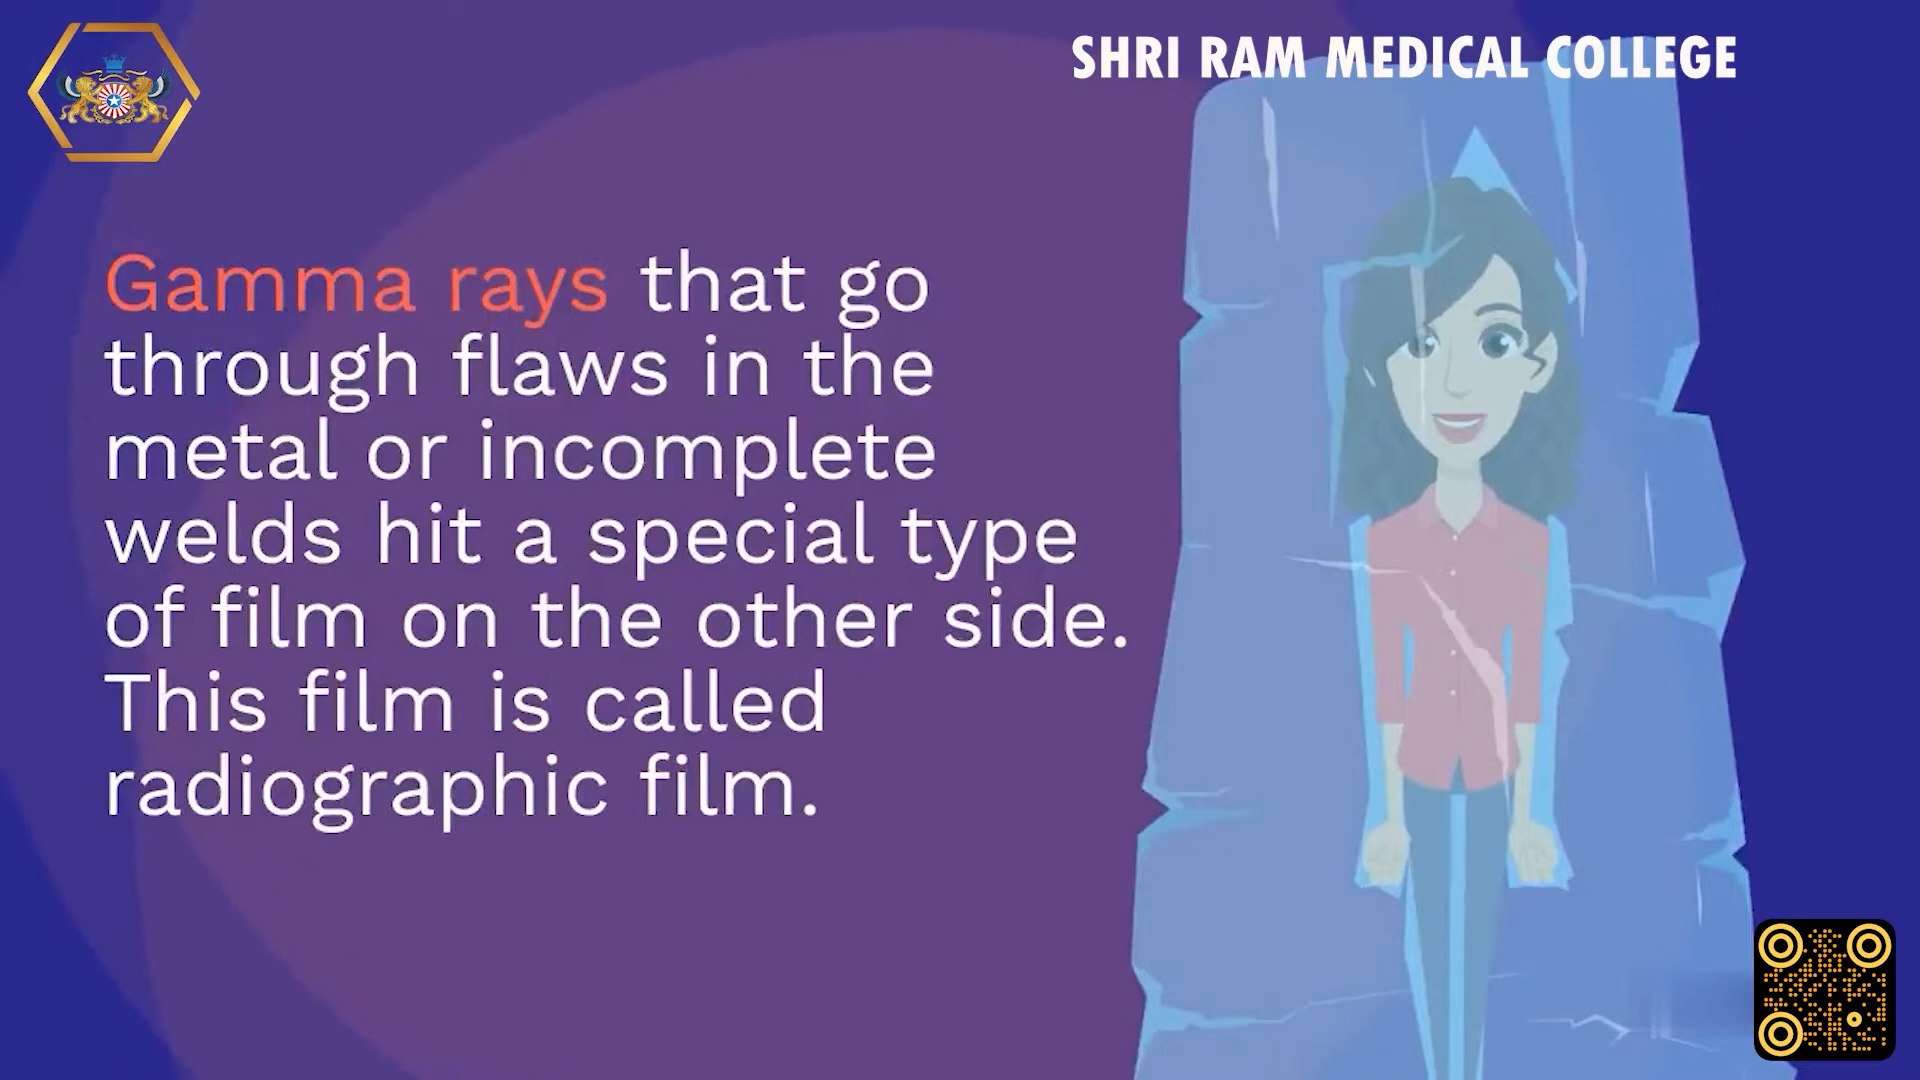 SHRI RAM MEDICAL COLLEGE
Gamma rays that go
through flaws in the
metal or incomplete
welds hit a special type
of film on the other side.
This film is called
radiographic film.